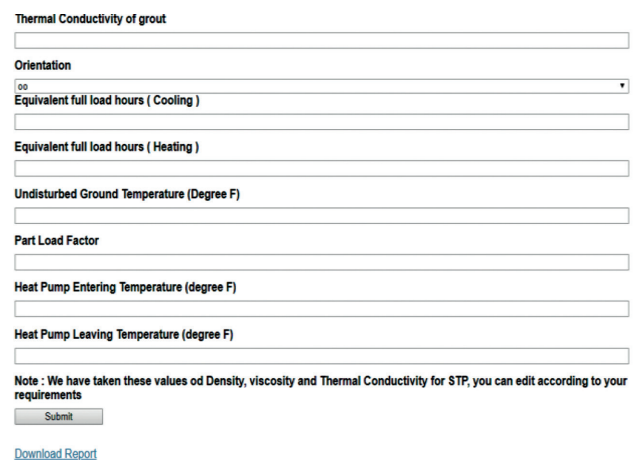 Thermal Conductivity of grout
Orientation
oo
Equivalent full load hours ( Cooling )
Equivalent full load hours ( Heating )
Undisturbed Ground Temperature (Degree F)
Part Load Factor
Heat Pump Entering Temperature (degree F)
Heat Pump Leaving Temperature (degree F)
Note : We have taken these values od Density, viscosity and Thermal Conductivity for STP, you can edit according to your
requirements
Submit
Download Report